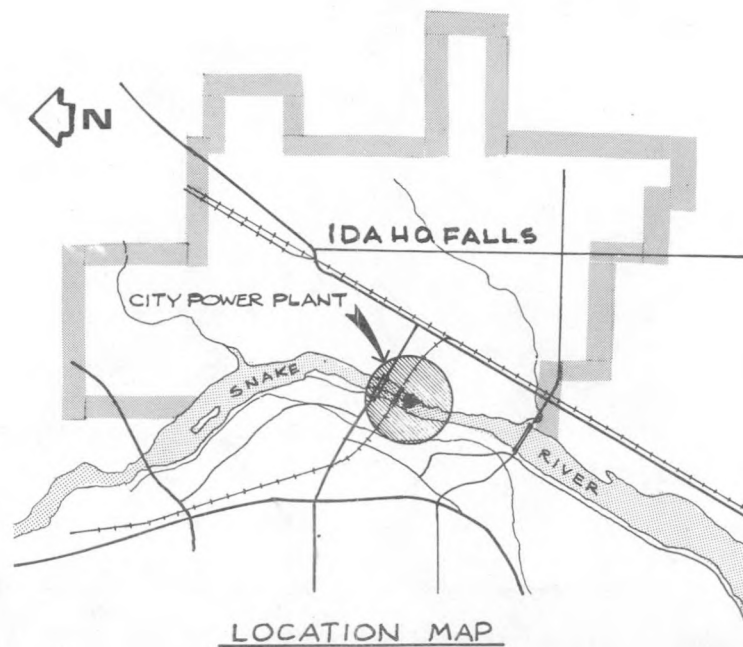 N
IDAHO FALLS
CITY POWER PLANT
SNAKE
RIVER
LOCATION MAP